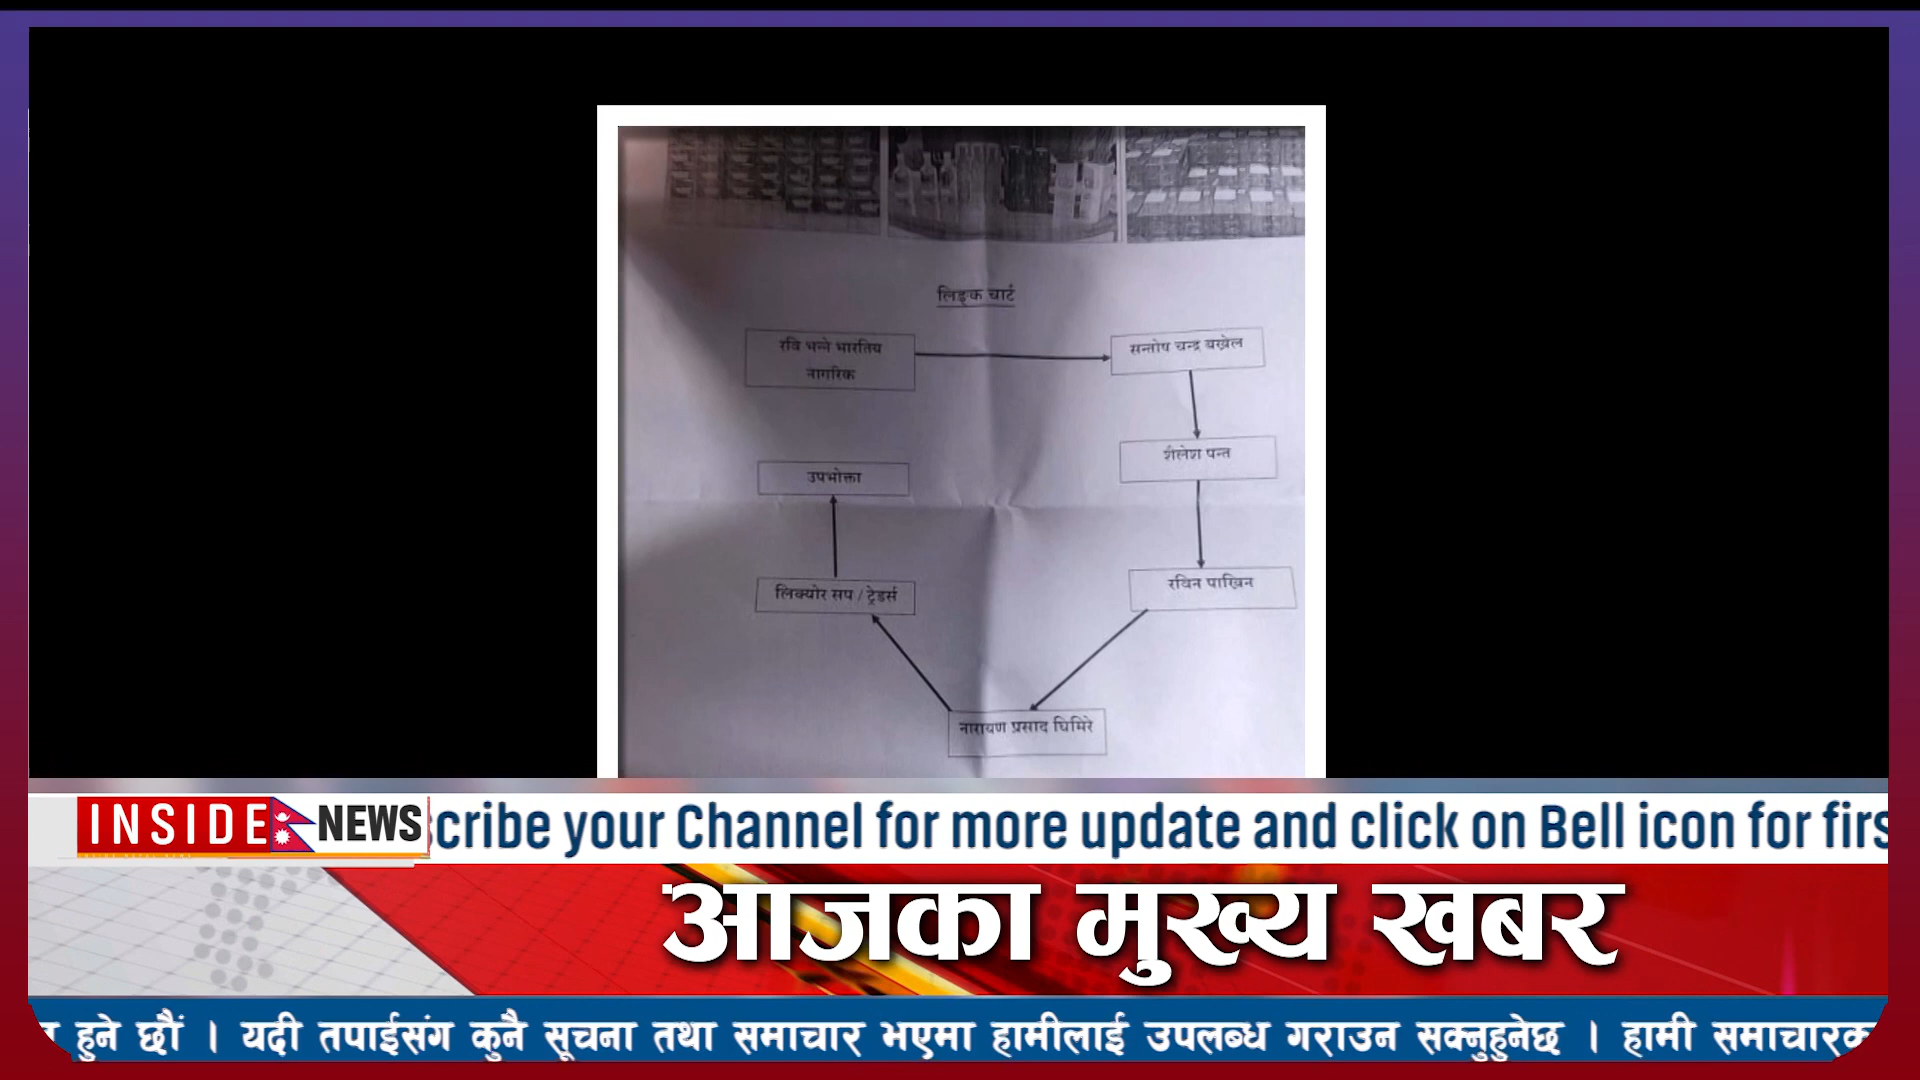 लिङ्क चार्ट
रवि भन्ने भारतिय
नागरिक
सन्तोष चन्द्र बखेल
शैलेश पन्त
उपभोक्ता
रविन पाखिन
लिक्योर सप / ट्रेडर्स
नारायण प्रसाद घिमिरे
INSIDE NEWS
cribe your Channel for more update and click on Bell icon for firs
आजका मुख्य खबर
हुने छौं । यदी तपाईसंग कुनै सूचना तथा समाचार भएमा हामीलाई उपलब्ध गराउन सक्नुहुनेछ । हामी समाचारक